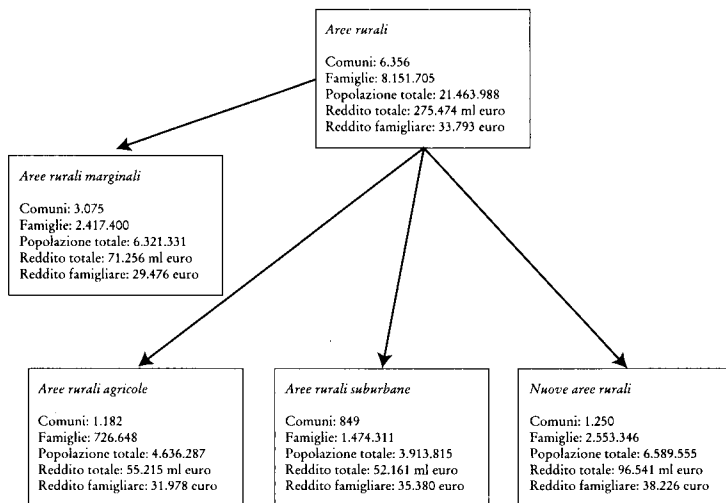 Aree rurali
Comuni: 6.356
Famiglie: 8.151.705
Popolazione totale: 21.463.988
Reddito totale: 275.474 ml euro
Reddito famigliare: 33.793 euro
Aree rurali marginali
Comuni: 3.075
Famiglie: 2.417.400
Popolazione totale: 6.321.331
Reddito totale: 71.256 ml euro
Reddito famigliare: 29.476 euro
Aree rurali agricole
Comuni: 1.182
Famiglie: 726.648
Popolazione totale: 4.636.287
Reddito totale: 55.215 ml euro
Reddito famigliare: 31.978 euro
Aree rurali suburbane
Comuni: 849
Famiglie: 1.474.311
Popolazione totale: 3.913.815
Reddito totale: 52.161 ml euro
Reddito famigliare: 35.380 euro
Nuove aree rurali
Comuni: 1.250
Famiglie: 2.553.346
Popolazione totale: 6.589.555
Reddito totale: 96.541 ml euro
Reddito famigliare: 38.226 euro